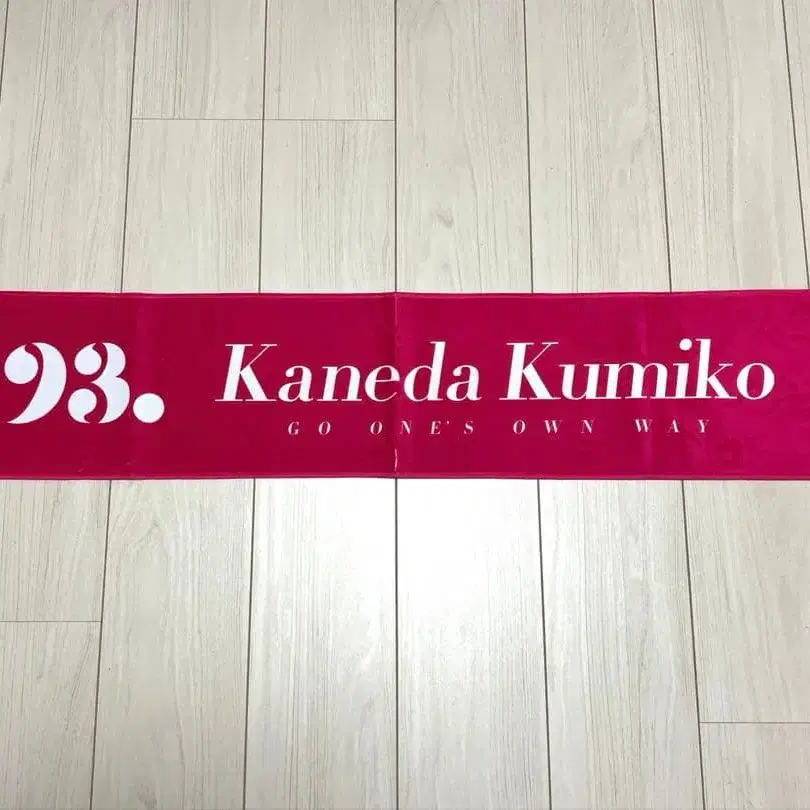 93.
Kaneda Kumiko
GO ONE'S OWN WAY